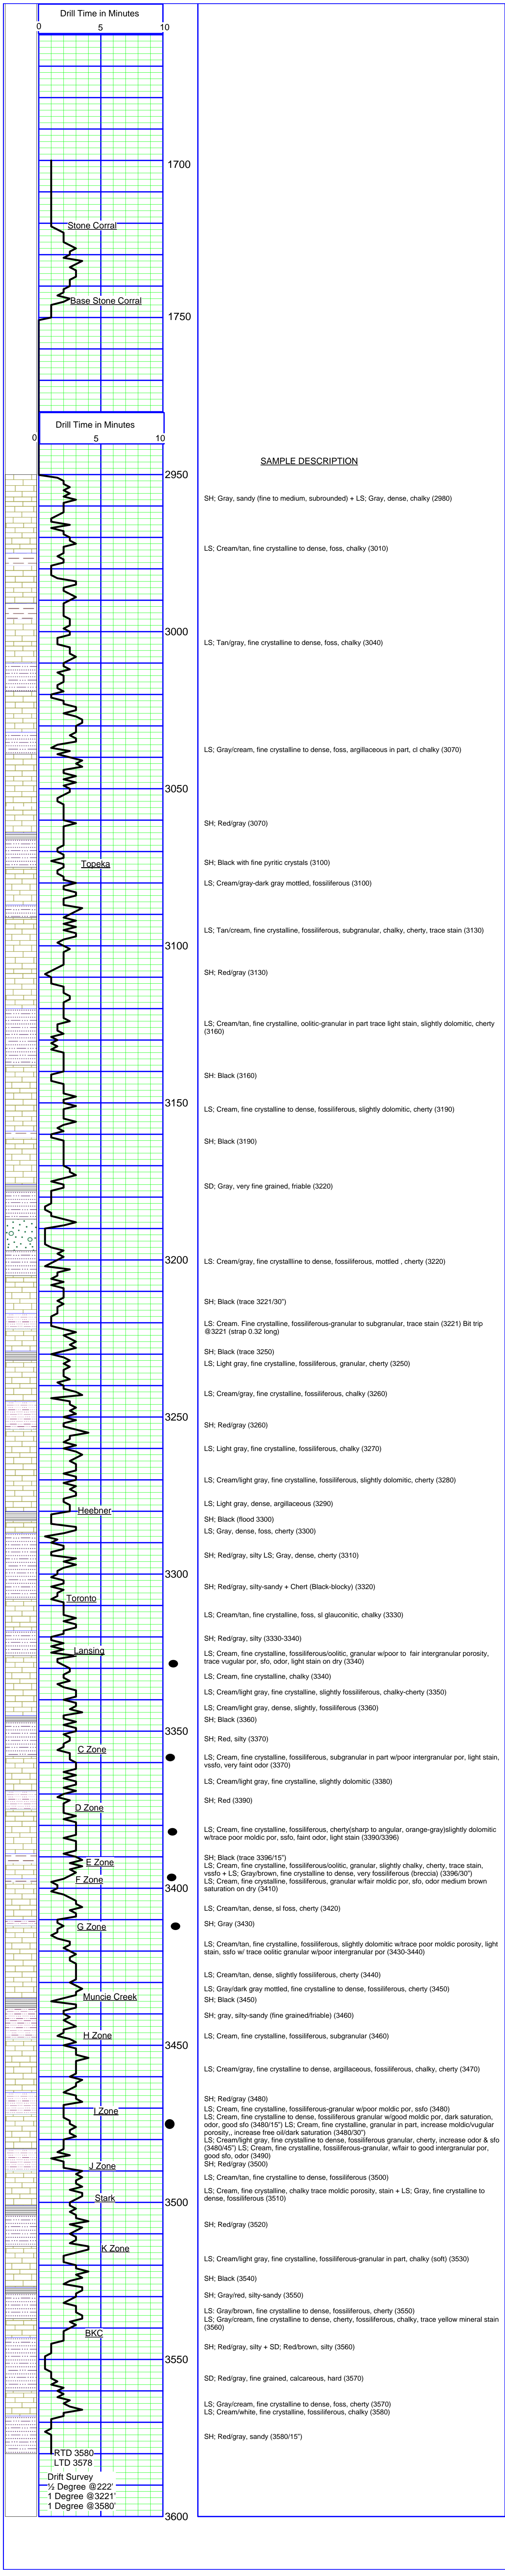 Drill Time in Minutes
0 5 10
1700
Stone Corral
Base Stone Corral
1750
Drill Time in Minutes
0 5 10
SAMPLE DESCRIPTION
2950
SH; Gray, sandy (fine to medium, subrounded) + LS; Gray, dense, chalky (2980)
LS; Cream/tan, fine crystalline to dense, foss, chalky (3010)
3000
LS; Tan/gray, fine crystalline to dense, foss, chalky (3040)
LS; Gray/cream, fine crystalline to dense, foss, argillaceous in part, cl chalky (3070)
3050
SH; Red/gray (3070)
Topeka
SH; Black with fine pyritic crystals (3100)
LS; Cream/gray-dark gray mottled, fossiliferous (3100)
LS; Tan/cream, fine crystalline, fossiliferous, subgranular, chalky, cherty, trace stain (3130)
3100
SH; Red/gray (3130)
LS; Cream/tan, fine crystalline, oolitic-granular in part trace light stain, slightly dolomitic, cherty
(3160)
SH: Black (3160)
3150
LS; Cream, fine crystalline to dense, fossiliferous, slightly dolomitic, cherty (3190)
SH; Black (3190)
SD; Gray, very fine grained, friable (3220)
3200
LS; Cream/gray, fine crystallline to dense, fossiliferous, mottled , cherty (3220)
SH; Black (trace 3221/30")
LS: Cream. Fine crystalline, fossiliferous-granular to subgranular, trace stain (3221) Bit trip
@3221 (strap 0.32 long)
SH; Black (trace 3250)
LS; Light gray, fine crystalline, fossiliferous, granular, cherty (3250)
LS; Cream/gray, fine crystalline, fossiliferous, chalky (3260)
3250
SH; Red/gray (3260)
LS; Light gray, fine crystalline, fossiliferous, chalky (3270)
LS; Cream/light gray, fine crystalline, fossiliferous, slightly dolomitic, cherty (3280)
LS; Light gray, dense, argillaceous (3290)
Heebner
SH; Black (flood 3300)
LS; Gray, dense, foss, cherty (3300)
SH; Red/gray, silty LS; Gray, dense, cherty (3310)
3300
SH; Red/gray, silty-sandy + Chert (Black-blocky) (3320)
Toronto
LS; Cream/tan, fine crystalline, foss, sl glauconitic, chalky (3330)
SH; Red/gray, silty (3330-3340)
Lansing
LS; Cream, fine crystalline, fossiliferous/oolitic, granular w/poor to fair intergranular porosity,
trace vugular por, sfo, odor, light stain on dry (3340)
LS; Cream, fine crystalline, chalky (3340)
LS; Cream/light gray, fine crystalline, slightly fossiliferous, chalky-cherty (3350)
LS; Cream/light gray, dense, slightly, fossiliferous (3360)
SH; Black (3360)
3350
SH; Red, silty (3370)
C Zone
LS; Cream, fine crystalline, fossiliferous, subgranular in part w/poor intergranular por, light stain,
vssfo, very faint odor (3370)
LS; Cream/light gray, fine crystalline, slightly dolomitic (3380)
SH; Red (3390)
D Zone
LS; Cream, fine crystalline, fossiliferous, cherty(sharp to angular, orange-gray)slightly dolomitic
w/trace poor moldic por, ssfo, faint odor, light stain (3390/3396)
SH; Black (trace 3396/15")
E Zone
LS; Cream, fine crystalline, fossiliferous/oolitic, granular, slightly chalky, cherty, trace stain,
vssfo + LS; Gray/brown, fine crystalline to dense, very fossiliferous (breccia) (3396/30")
F Zone
LS; Cream, fine crystalline, fossiliferous, granular w/fair moldic por, sfo, odor medium brown
saturation on dry (3410)
3400
LS; Cream/tan, dense, sl foss, cherty (3420)
SH; Gray (3430)
G Zone
LS; Cream/tan, fine crystalline, fossiliferous, slightly dolomitic w/trace poor moldic porosity, light
stain, ssfo w/ trace oolitic granular w/poor intergranular por (3430-3440)
LS; Cream/tan, dense, slightly fossiliferous, cherty (3440)
LS; Gray/dark gray mottled, fine crystalline to dense, fossiliferous, cherty (3450)
Muncie Creek
SH; Black (3450)
SH; gray, silty-sandy (fine grained/friable) (3460)
H Zone
LS; Cream, fine crystalline, fossiliferous, subgranular (3460)
3450
LS; Cream/gray, fine crystalline to dense, argillaceous, fossiliferous, chalky, cherty (3470)
SH; Red/gray (3480)
LS; Cream, fine crystalline, fossiliferous-granular w/poor moldic por, ssfo (3480)
I Zone
LS; Cream, fine crystalline to dense, fossiliferous granular w/good moldic por, dark saturation,
odor, good sfo (3480/15") LS; Cream, fine crystalline, granular in part, increase moldic/vugular
porosity,, increase free oil/dark saturation (3480/30")
LS; Cream/light gray, fine crystalline to dense, fossiliferous granular, cherty, increase odor & sfo
(3480/45") LS; Cream, fine crystalline, fossiliferous-granular, w/fair to good intergranular por,
good sfo, odor (3490)
J Zone
SH; Red/gray (3500)
LS; Cream/tan, fine crystalline to dense, fossiliferous (3500)
LS; Cream, fine crystalline, chalky trace moldic porosity, stain + LS; Gray, fine crystalline to
dense, fossiliferous (3510)
Stark
3500
SH; Red/gray (3520)
K Zone
LS; Cream/light gray, fine crystalline, fossiliferous-granular in part, chalky (soft) (3530)
SH; Black (3540)
SH; Gray/red, silty-sandy (3550)
LS: Gray/brown, fine crystalline to dense, fossiliferous, cherty (3550)
LS: Gray/cream, fine crystalline to dense, cherty, fossiliferous, chalky, trace yellow mineral stain
(3560)
BKC
SH; Red/gray, silty + SD; Red/brown, silty (3560)
3550
SD; Red/gray, fine grained, calcareous, hard (3570)
LS; Gray/cream, fine crystalline to dense, foss, cherty (3570)
LS; Cream/white, fine crystalline, fossiliferous, chalky (3580)
SH; Red/gray, sandy (3580/15")
RTD 3580
LTD 3578
Drift Survey
½ Degree @222'
1 Degree @3221'
1 Degree @3580'
3600